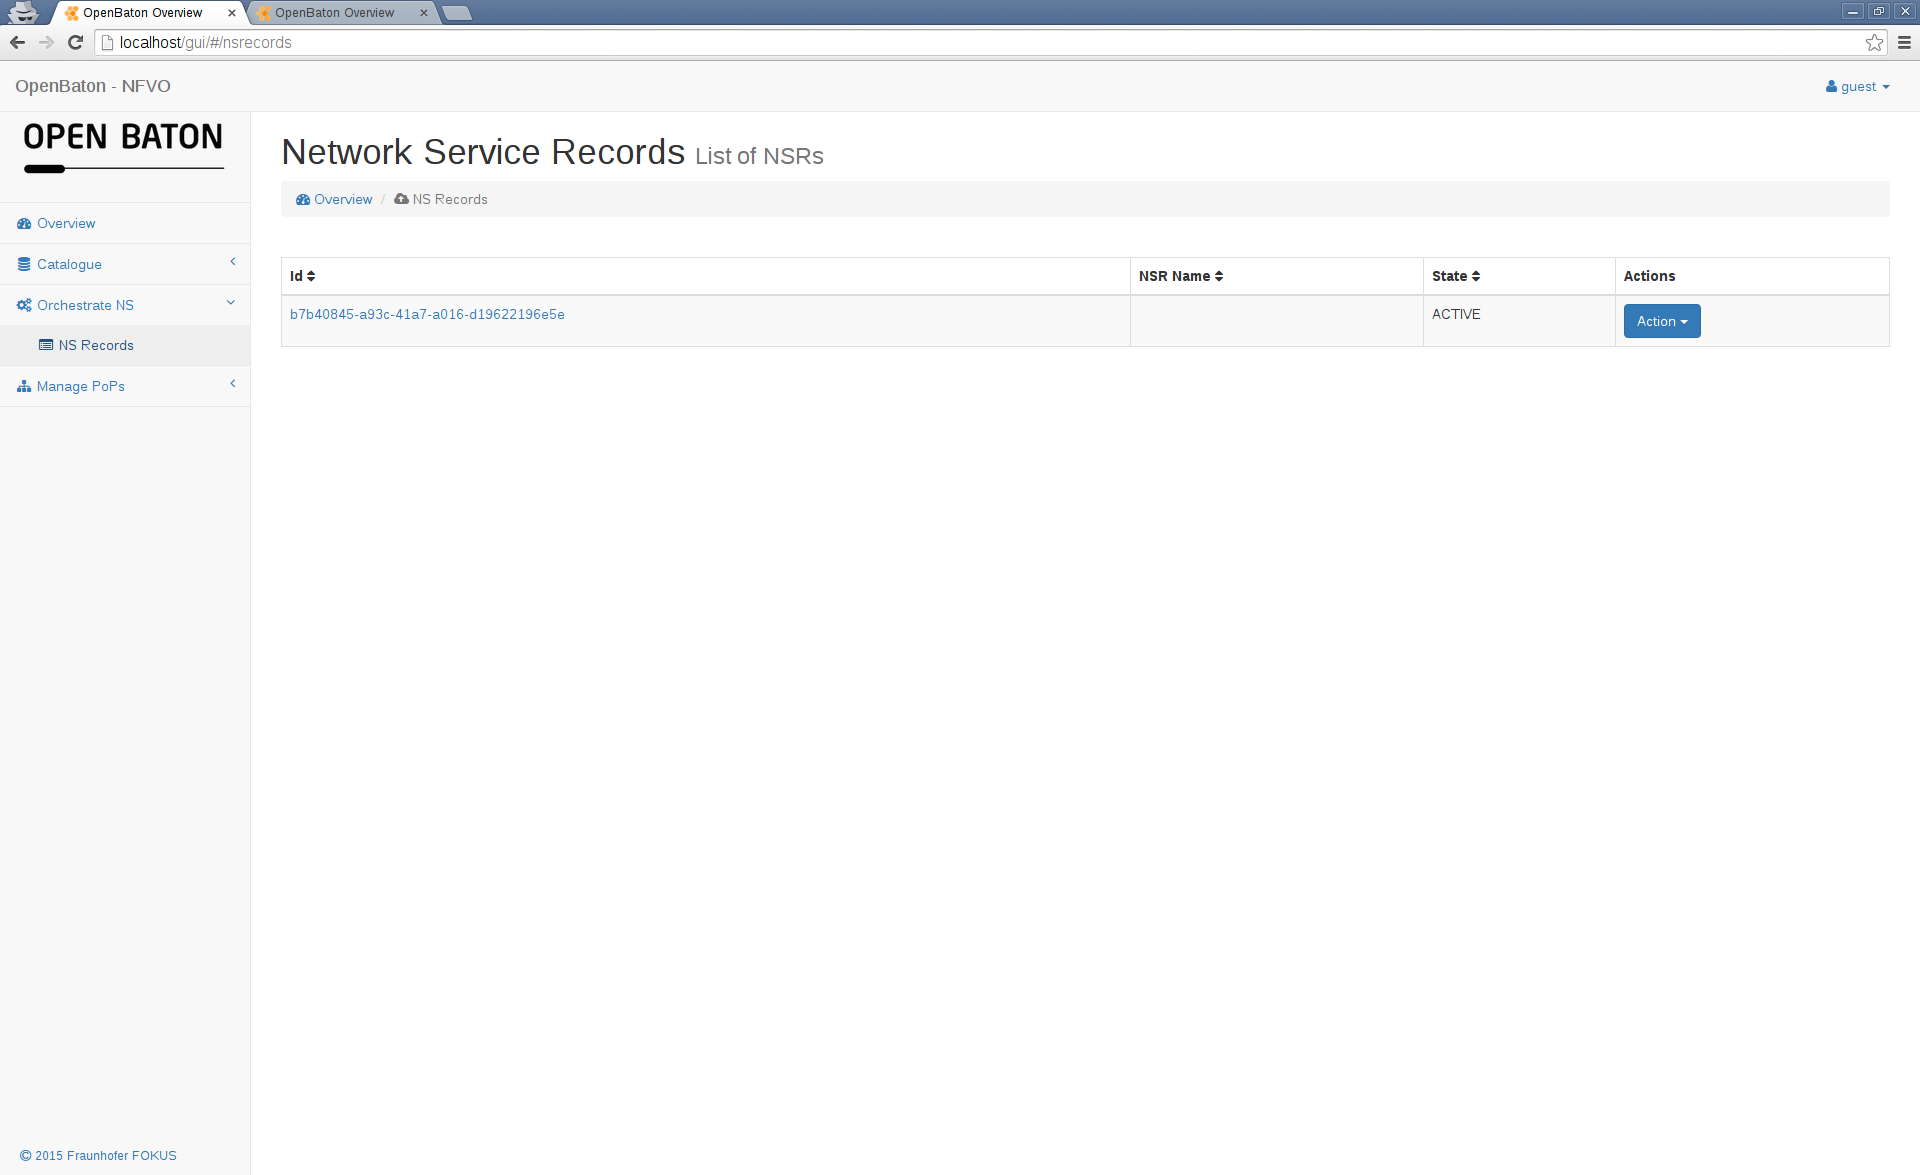 OpenBaton Overview
OpenBaton Overview
localhost/gui/#/nsrecords
OpenBaton - NFVO
guest
OPEN BATON
Overview
Catalogue
Orchestrate NS
NS Records
Manage PoPs
© 2015 Fraunhofer FOKUS
Network Service Records List of NSRs
Overview / NS Records
Id NSR Name State Actions
b7b40845-a93c-41a7-a016-d19622196e5e ACTIVE Action